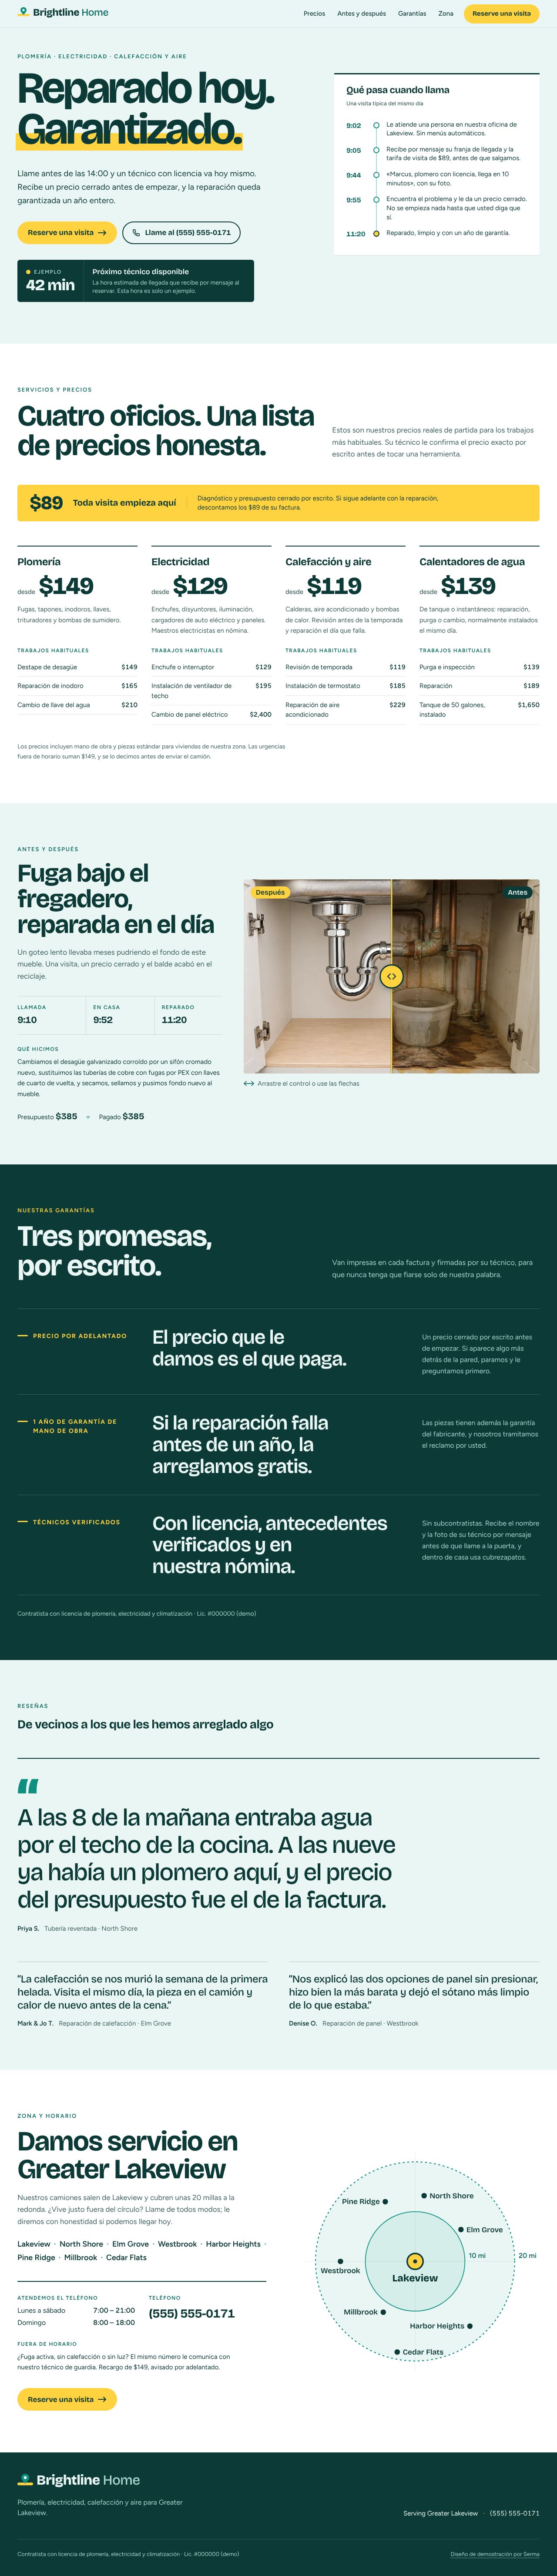 Brightline Home
Precios
Antes y después
Garantías
Zona
Reserve una visita
PLOMERÍA · ELECTRICIDAD · CALEFACCIÓN Y AIRE
Reparado hoy.
Garantizado.
Llame antes de las 14:00 y un técnico con licencia va hoy mismo.
Recibe un precio cerrado antes de empezar, y la reparación queda
garantizada un año entero.
Reserve una visita
Llame al (555) 555-0171
EJEMPLO
42 min
Próximo técnico disponible
La hora estimada de llegada que recibe por mensaje al
reservar. Esta hora es solo un ejemplo.
Qué pasa cuando llama
Una visita típica del mismo día
9:02
Le atiende una persona en nuestra oficina de
Lakeview. Sin menús automáticos.
9:05
Recibe por mensaje su franja de llegada y la
tarifa de visita de $89, antes de que salgamos.
9:44
«Marcus, plomero con licencia, llega en 10
minutos», con su foto.
9:55
Encuentra el problema y le da un precio cerrado.
No se empieza nada hasta que usted diga que
sí.
11:20
Reparado, limpio y con un año de garantía.
SERVICIOS Y PRECIOS
Cuatro oficios. Una lista
de precios honesta.
Estos son nuestros precios reales de partida para los trabajos
más habituales. Su técnico le confirma el precio exacto por
escrito antes de tocar una herramienta.
$89
Toda visita empieza aquí
Diagnóstico y presupuesto cerrado por escrito. Si sigue adelante con la reparación,
descontamos los $89 de su factura.
Plomería
desde $149
Fugas, tapones, inodoros, llaves,
trituradores y bombas de sumidero.
TRABAJOS HABITUALES
Destape de desagüe $149
Reparación de inodoro $165
Cambio de llave del agua $210
Electricidad
desde $129
Enchufes, disyuntores, iluminación,
cargadores de auto eléctrico y paneles.
Maestros electricistas en nómina.
TRABAJOS HABITUALES
Enchufe o interruptor $129
Instalación de ventilador de $195
techo
Cambio de panel eléctrico $2,400
Calefacción y aire
desde $119
Calderas, aire acondicionado y bombas
de calor. Revisión antes de la temporada
y reparación el día que falla.
TRABAJOS HABITUALES
Revisión de temporada $119
Instalación de termostato $185
Reparación de aire $229
acondicionado
Calentadores de agua
desde $139
De tanque o instantáneo: reparación,
purga o cambio, normalmente instalados
el mismo día.
TRABAJOS HABITUALES
Purga e inspección $139
Reparación $189
Tanque de 50 galones, $1,650
instalado
Los precios incluyen mano de obra y piezas estándar para viviendas de nuestra zona. Las urgencias
fuera de horario suman $149, y se lo decimos antes de enviar el camión.
ANTES Y DESPUÉS
Fuga bajo el
fregadero,
reparada en el día
Un goteo lento llevaba meses pudriendo el fondo de este
mueble. Una visita, un precio cerrado y el balde acabó en el
reciclaje.
LLAMADA
9:10
EN CASA
9:52
REPARADO
11:20
QUÉ HICIMOS
Cambiamos el desagüe galvanizado corroído por un sifón cromado
nuevo, sustituimos las tuberías de cobre con fugas por PEX con llaves
de cuarto de vuelta, y secamos, sellamos y pusimos fondo nuevo al
mueble.
Presupuesto $385 = Pagado $385
Después
Antes
Arrastre el control o use las flechas
NUESTRAS GARANTÍAS
Tres promesas,
por escrito.
Van impresas en cada factura y firmadas por su técnico, para
que nunca tenga que fiarse solo de nuestra palabra.
PRECIO POR ADELANTADO
El precio que le
damos es el que paga.
Un precio cerrado por escrito antes
de empezar. Si aparece algo más
detrás de la pared, paramos y le
preguntamos primero.
1 AÑO DE GARANTÍA DE
MANO DE OBRA
Si la reparación falla
antes de un año, la
arreglamos gratis.
Las piezas tienen además la garantía
del fabricante, y nosotros tramitamos
el reclamo por usted.
TÉCNICOS VERIFICADOS
Con licencia, antecedentes
verificados y en
nuestra nómina.
Sin subcontratistas. Recibe el nombre
y la foto de su técnico por mensaje
antes de que llame a la puerta, y
dentro de casa usa cubrezapatos.
Contratista con licencia de plomería, electricidad y climatización · Lic. #000000 (demo)
RESEÑAS
De vecinos a los que les hemos arreglado algo
“
A las 8 de la mañana entraba agua
por el techo de la cocina. A las nueve
ya había un plomero aquí, y el precio
del presupuesto fue el de la factura.
Priya S. Tubería reventada · North Shore
“La calefacción se nos murió la semana de la primera
helada. Visita el mismo día, la pieza en el camión y
calor de nuevo antes de la cena.”
Mark & Jo T. Reparación de calefacción · Elm Grove
“Nos explicó las dos opciones de panel sin presionar,
hizo bien la más barata y dejó el sótano más limpio
de lo que estaba.”
Denise O. Reparación de panel · Westbrook
ZONA Y HORARIO
Damos servicio en
Greater Lakeview
Nuestros camiones salen de Lakeview y cubren unas 20 millas a la
redonda. ¿Vive justo fuera del círculo? Llame de todos modos; le
diremos con honestidad si podemos llegar hoy.
Lakeview · North Shore · Elm Grove · Westbrook · Harbor Heights ·
Pine Ridge · Millbrook · Cedar Flats
ATENDEMOS EL TELÉFONO
Lunes a sábado 7:00 – 21:00
Domingo 8:00 – 18:00
TELÉFONO
(555) 555-0171
FUERA DE HORARIO
¿Fuga activa, sin calefacción o sin luz? El mismo número le comunica con
nuestro técnico de guardia. Recargo de $149, avisado por adelantado.
Reserve una visita
North Shore
Pine Ridge
Elm Grove
10 mi
20 mi
Westbrook
Lakeview
Millbrook
Harbor Heights
Cedar Flats
Brightline Home
Plomería, electricidad, calefacción y aire para Greater
Lakeview.
Serving Greater Lakeview · (555) 555-0171
Contratista con licencia de plomería, electricidad y climatización · Lic. #000000 (demo)
Diseño de demostración por Serma